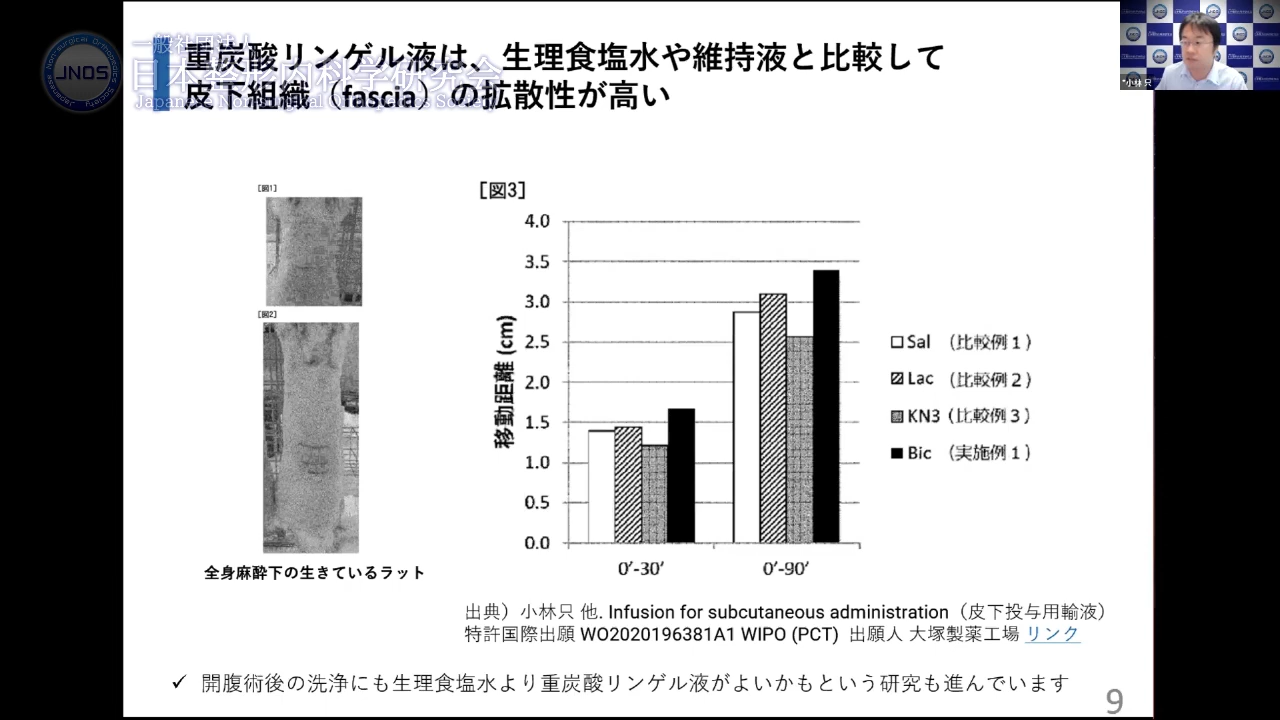 一般社団法人
日本整形内科学研究会
Japanese Nonsurgical Orthopedics Society
JNOS
重炭酸リンゲル液は、生理食塩水や維持液と比較して
皮下組織（fascia）の拡散性が高い
小林 只
［図1］
［図2］
全身麻酔下の生きているラット
［図3］
移動距離 (cm)
4.0
3.5
3.0
2.5
2.0
1.5
1.0
0.5
0.0
0’-30’ 0’-90’
Sal （比較例１）
Lac （比較例２）
KN3（比較例３）
Bic （実施例１）
出典）小林只 他. Infusion for subcutaneous administration（皮下投与用輸液）
特許国際出願 WO2020196381A1 WIPO (PCT) 出願人 大塚製薬工場 リンク
✓ 開腹術後の洗浄にも生理食塩水より重炭酸リンゲル液がよいかもという研究も進んでいます
9